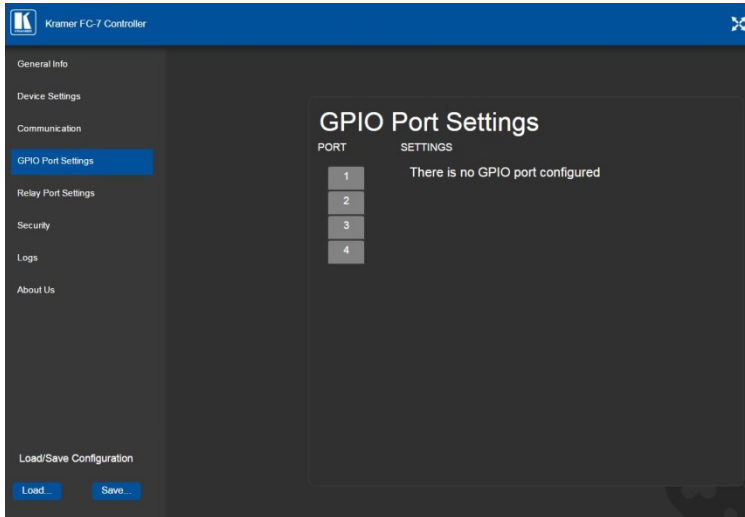 Kramer FC-7 Controller
KRAMER
General Info
Device Settings
Communication
GPIO Port Settings
Relay Port Settings
Security
Logs
About Us
Load/Save Configuration
Load...
Save...
GPIO Port Settings
PORT
SETTINGS
1
There is no GPIO port configured
2
3
4